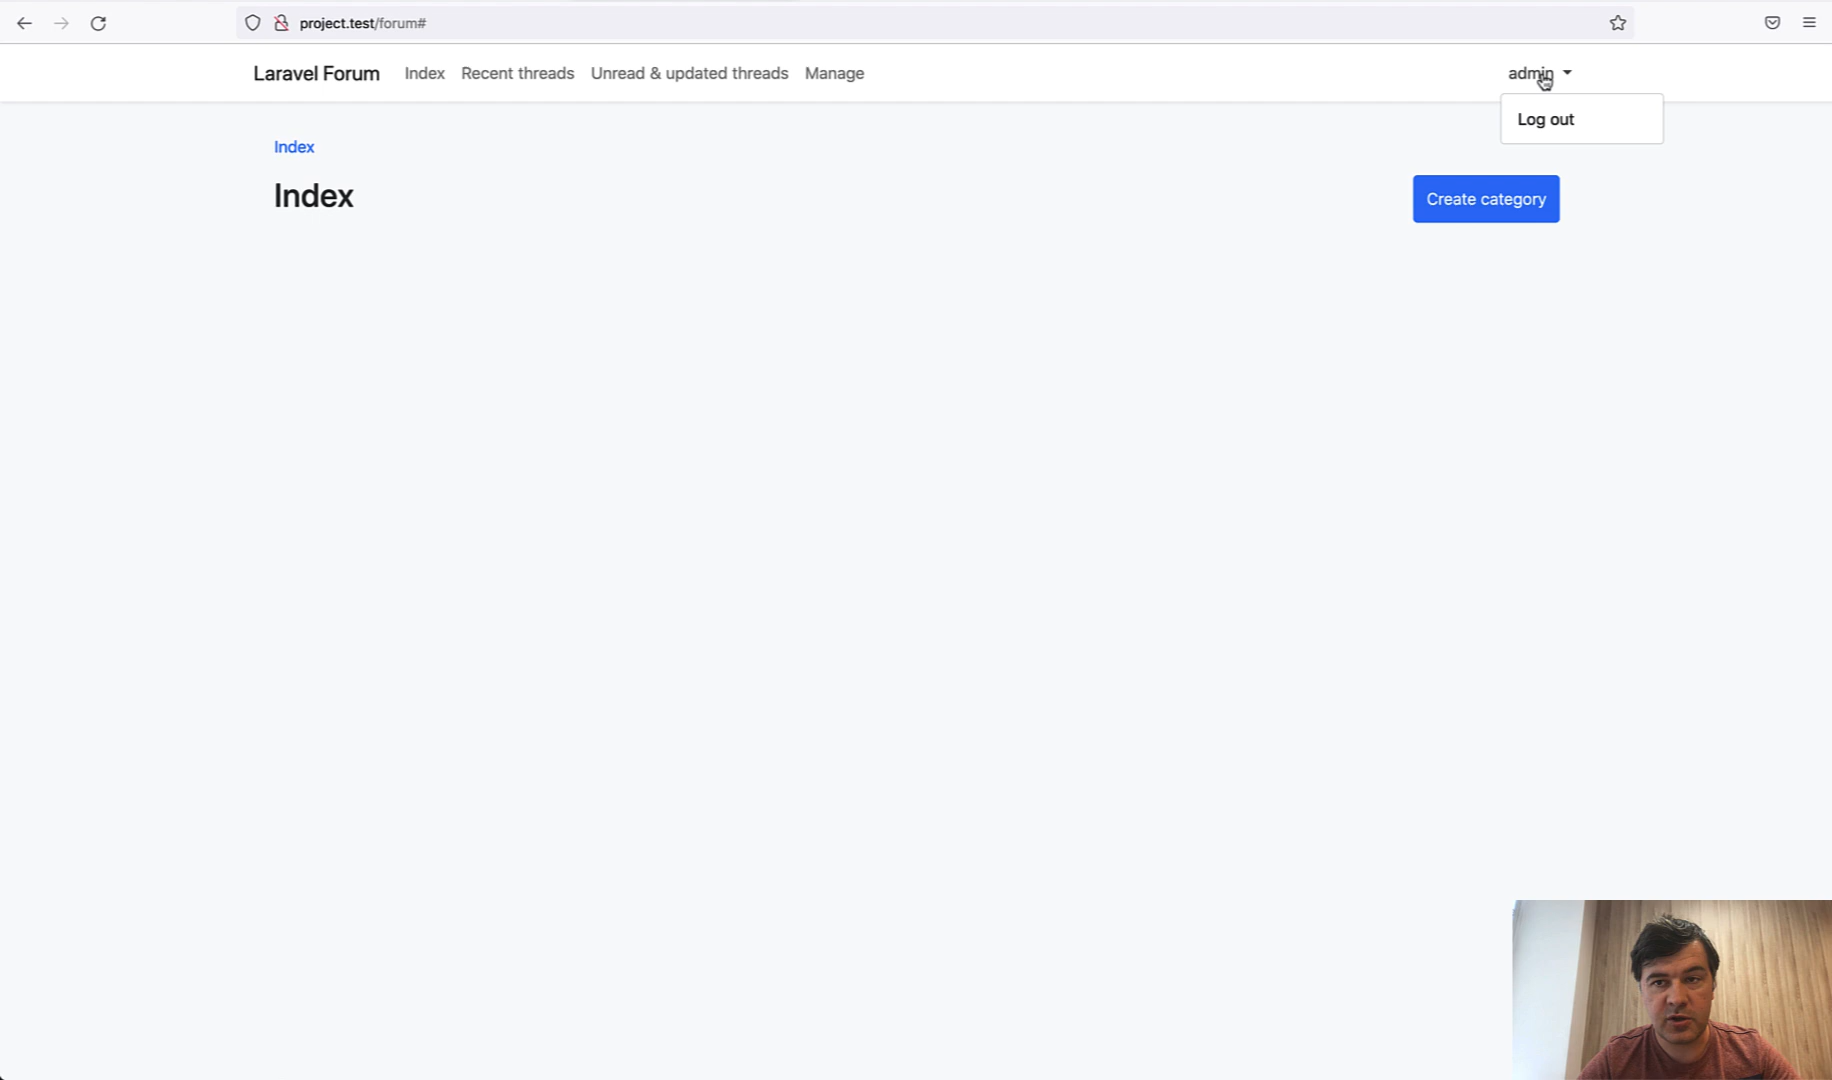 project.test/forum#
Laravel Forum Index Recent threads Unread & updated threads Manage admin
Log out
Index
Index
Create category